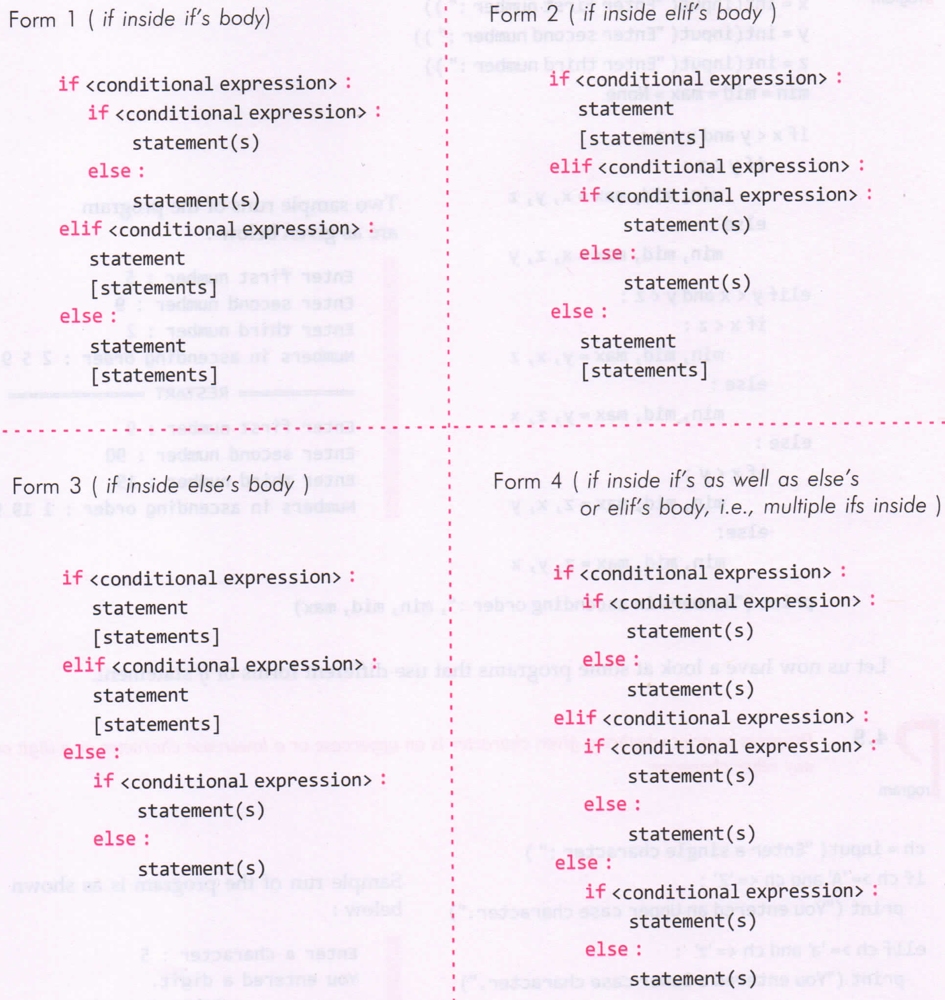 Form 1 ( if inside if's body)
if <conditional expression> :
if <conditional expression> :
statement(s)
else :
statement(s)
elif <conditional expression> :
statement
[statements]
else :
statement
[statements]
Form 2 ( if inside elif's body )
if <conditional expression> :
statement
[statements]
elif <conditional expression> :
if <conditional expression> :
statement(s)
else :
statement(s)
else :
statement
[statements]
Form 3 ( if inside else's body )
if <conditional expression> :
statement
[statements]
elif <conditional expression> :
statement
[statements]
else :
if <conditional expression> :
statement(s)
else :
statement(s)
Form 4 ( if inside if's as well as else's
or elif's body, i.e., multiple ifs inside )
if <conditional expression> :
if <conditional expression> :
statement(s)
else :
statement(s)
elif <conditional expression> :
if <conditional expression> :
statement(s)
else :
statement(s)
else :
if <conditional expression> :
statement(s)
else :
statement(s)